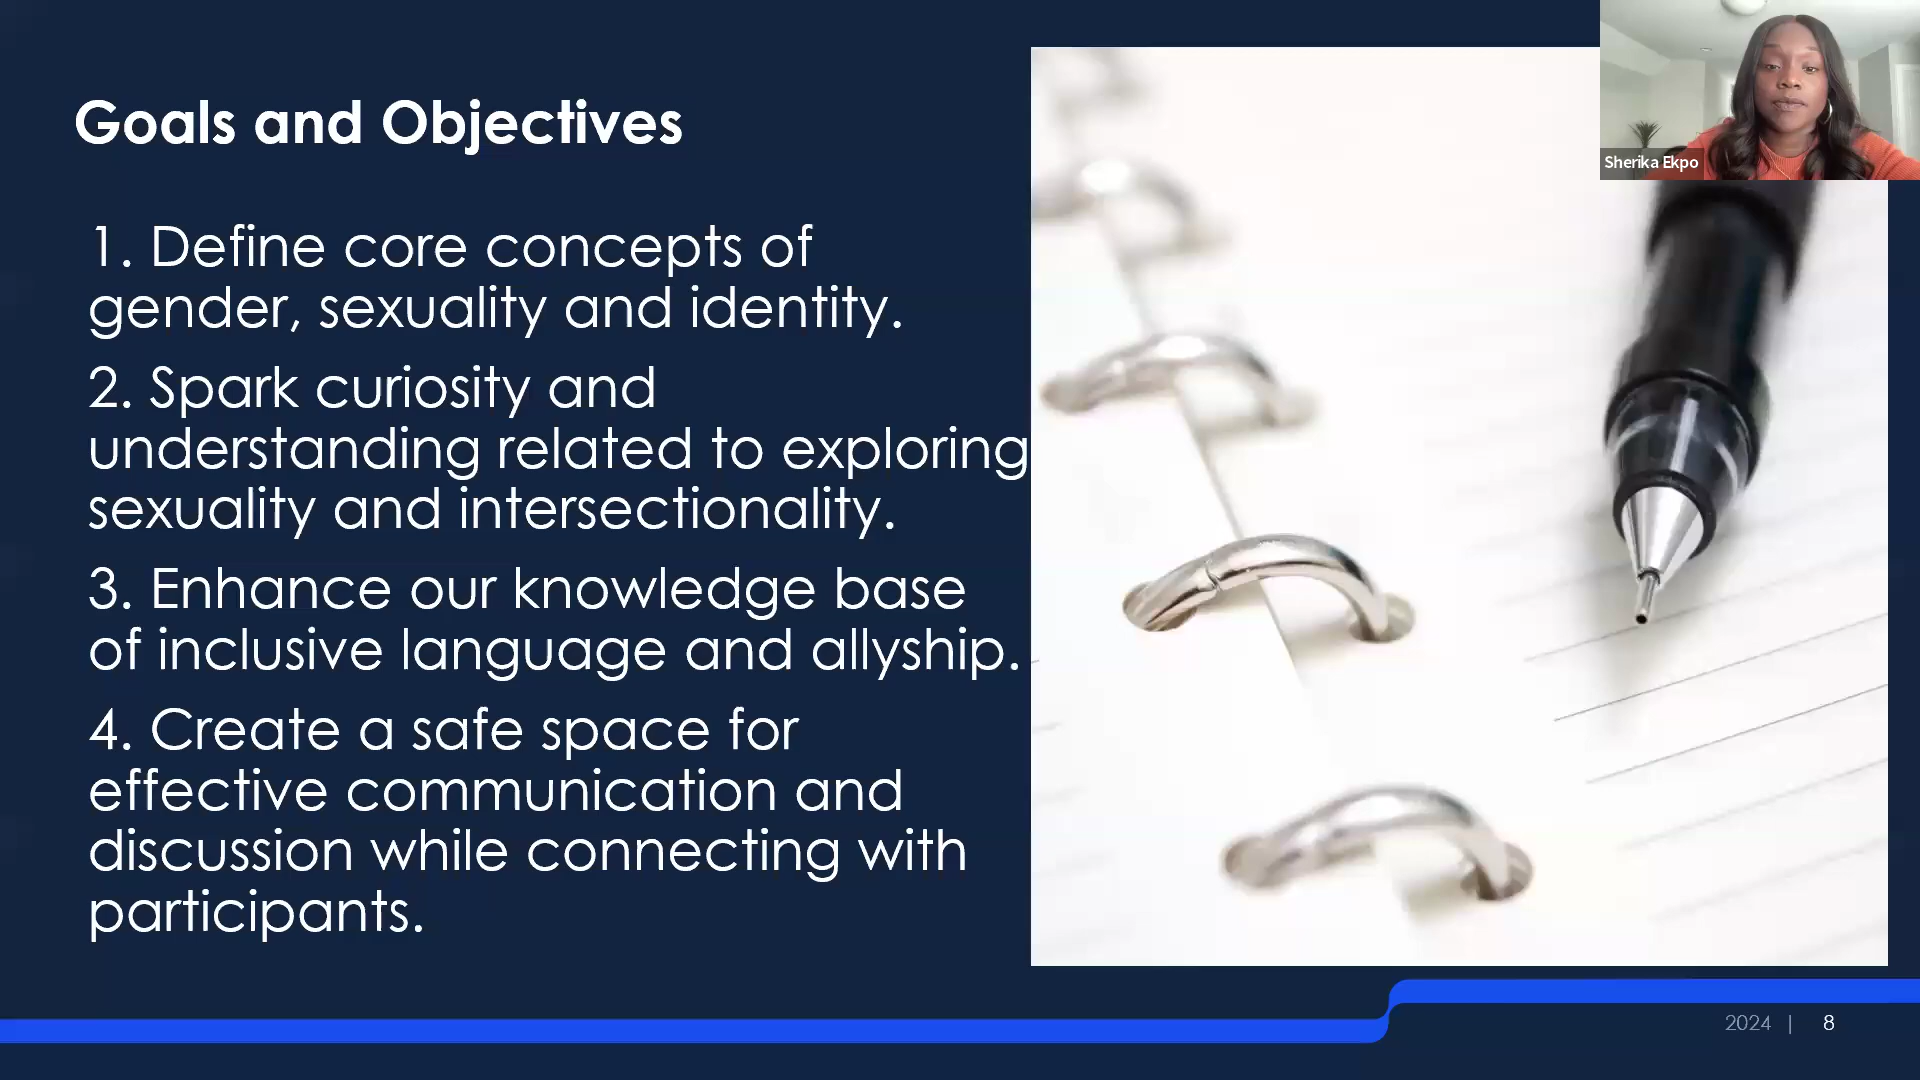 Goals and Objectives
1. Define core concepts of
gender, sexuality and identity.
2. Spark curiosity and
understanding related to exploring
sexuality and intersectionality.
3. Enhance our knowledge base
of inclusive language and allyship.
4. Create a safe space for
effective communication and
discussion while connecting with
participants.
Sherika Ekpo
2024 | 8